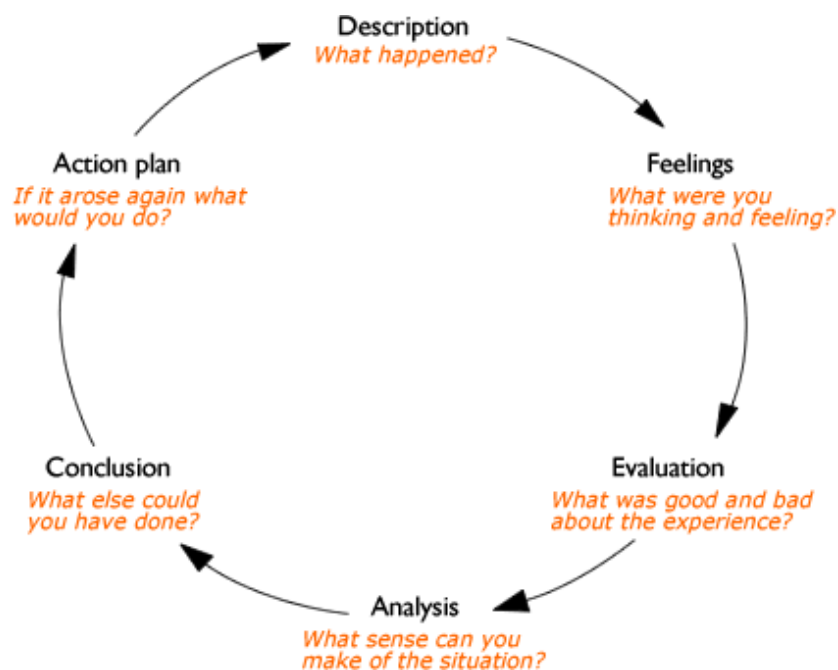 Description
What happened?
Feelings
What were you
thinking and feeling?
Evaluation
What was good and bad
about the experience?
Analysis
What sense can you
make of the situation?
Conclusion
What else could
you have done?
Action plan
If it arose again what
would you do?